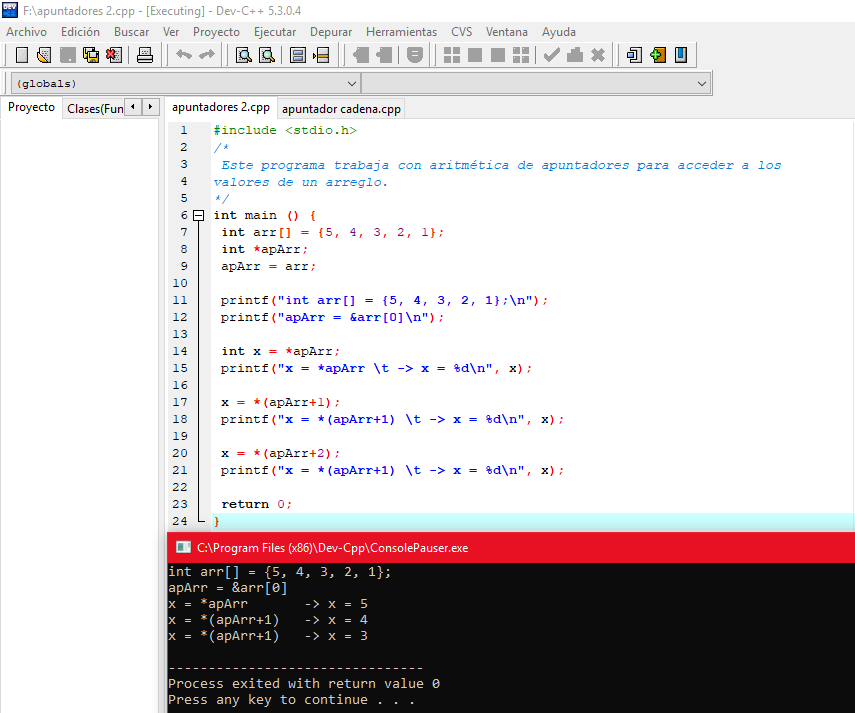 F:\apuntadores 2.cpp - [Executing] - Dev-C++ 5.3.0.4
Archivo Edición Buscar Ver Proyecto Ejecutar Depurar Herramientas CVS Ventana Ayuda
(globals)
Proyecto Clases(Fun apuntadores 2.cpp apuntador cadena.cpp
1 #include <stdio.h>
2 /*
3 Este programa trabaja con aritmética de apuntadores para acceder a los
4 valores de un arreglo.
5 */
6 int main () {
7 int arr[] = {5, 4, 3, 2, 1};
8 int *apArr;
9 apArr = arr;
10
11 printf("int arr[] = {5, 4, 3, 2, 1};\n");
12 printf("apArr = &arr[0]\n");
13
14 int x = *apArr;
15 printf("x = *apArr \t -> x = %d\n", x);
16
17 x = *(apArr+1);
18 printf("x = *(apArr+1) \t -> x = %d\n", x);
19
20 x = *(apArr+2);
21 printf("x = *(apArr+1) \t -> x = %d\n", x);
22
23 return 0;
24 }
C:\Program Files (x86)\Dev-Cpp\ConsolePauser.exe
int arr[] = {5, 4, 3, 2, 1};
apArr = &arr[0]
x = *apArr -> x = 5
x = *(apArr+1) -> x = 4
x = *(apArr+1) -> x = 3
--------------------------------
Process exited with return value 0
Press any key to continue . . .